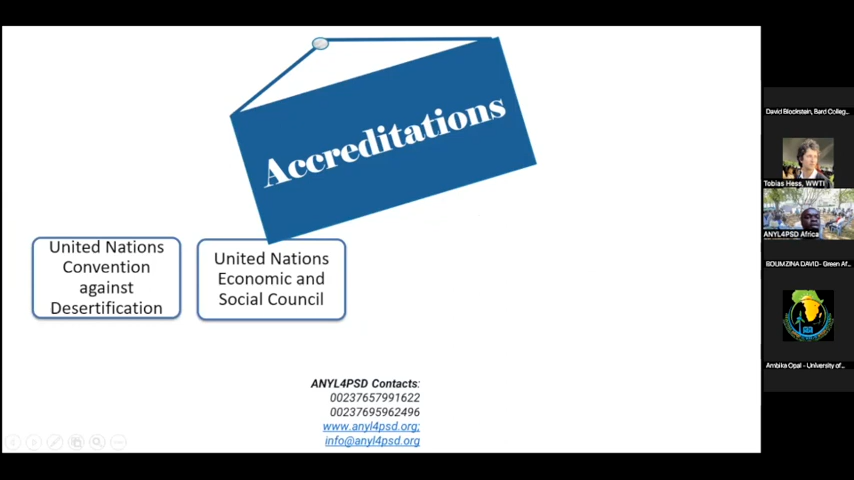 Accreditations
United Nations
Convention
against
Desertification
United Nations
Economic and
Social Council
ANYL4PSD Contacts:
00237657991622
00237695962496
www.anyl4psd.org;
info@anyl4psd.org
David Blockstein, Bard Colleg...
Tobias Hess, WWTI
ANYL4PSD Africa
BOUMZINA DAVID- Green Af...
Ambika Opal - University of...